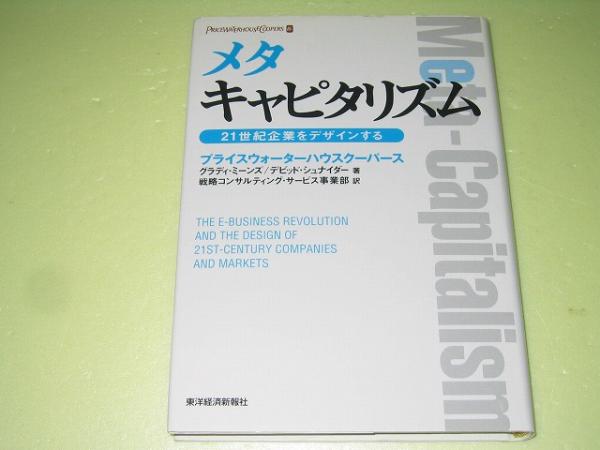 PRICEWATERHOUSECOOPERS
メタ
キャピタリズム
21世紀企業をデザインする
プライスウォーターハウスクーパース
グラディ・ミーンズ/デビッド・シュナイダー 著
戦略コンサルティング・サービス事業部 訳
THE E-BUSINESS REVOLUTION
AND THE DESIGN OF
21ST-CENTURY COMPANIES
AND MARKETS
東洋経済新報社
Meta-Capitalism